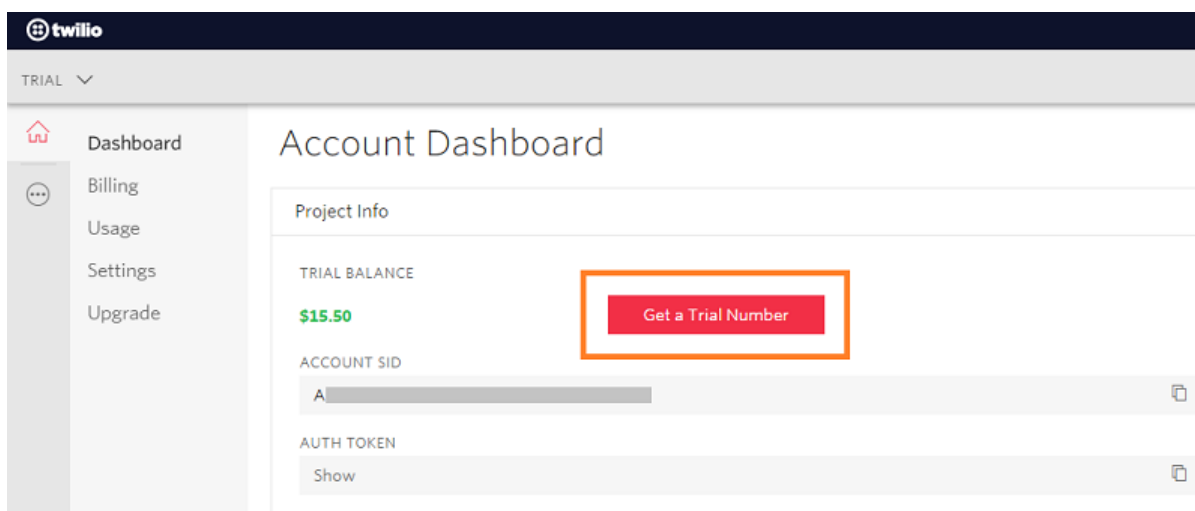 twilio
TRIAL
Dashboard
Billing
Usage
Settings
Upgrade
Account Dashboard
Project Info
TRIAL BALANCE
$15.50
Get a Trial Number
ACCOUNT SID
A
AUTH TOKEN
Show